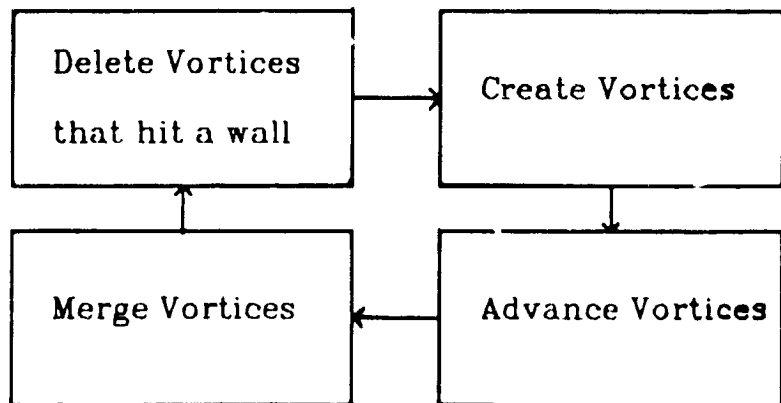 Delete Vortices
that hit a wall
Create Vortices
Merge Vortices
Advance Vortices